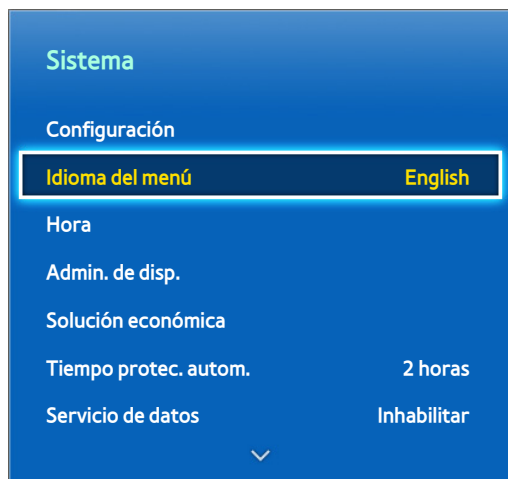 Sistema
Configuración
Idioma del menú English
Hora
Admin. de disp.
Solución económica
Tiempo protec. autom. 2 horas
Servicio de datos Inhabilitar